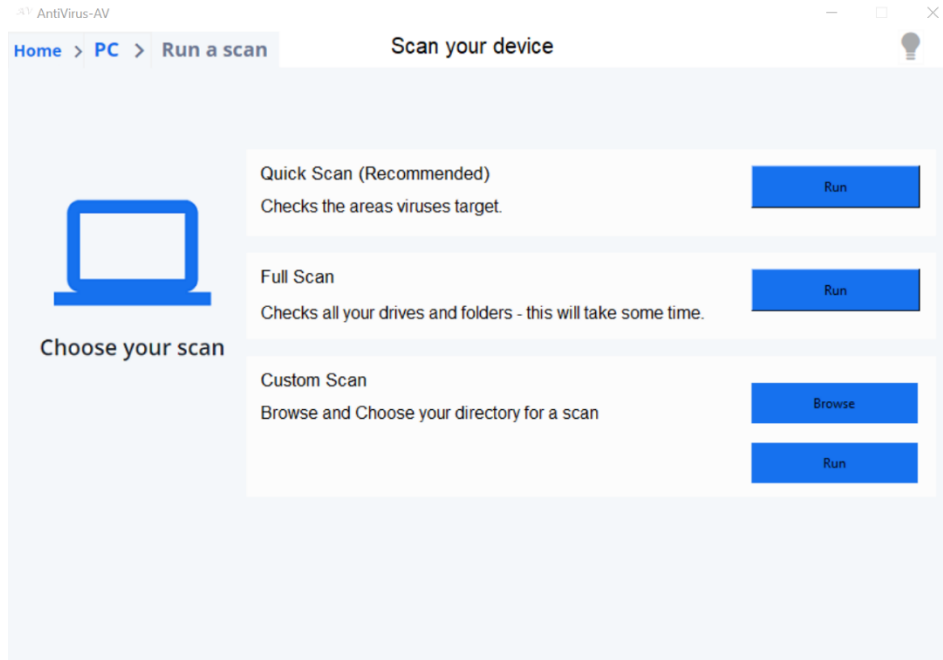 AntiVirus-AV
Home > PC > Run a scan
Scan your device
Choose your scan
Quick Scan (Recommended)
Checks the areas viruses target.
Run
Full Scan
Checks all your drives and folders - this will take some time.
Run
Custom Scan
Browse and Choose your directory for a scan
Browse
Run